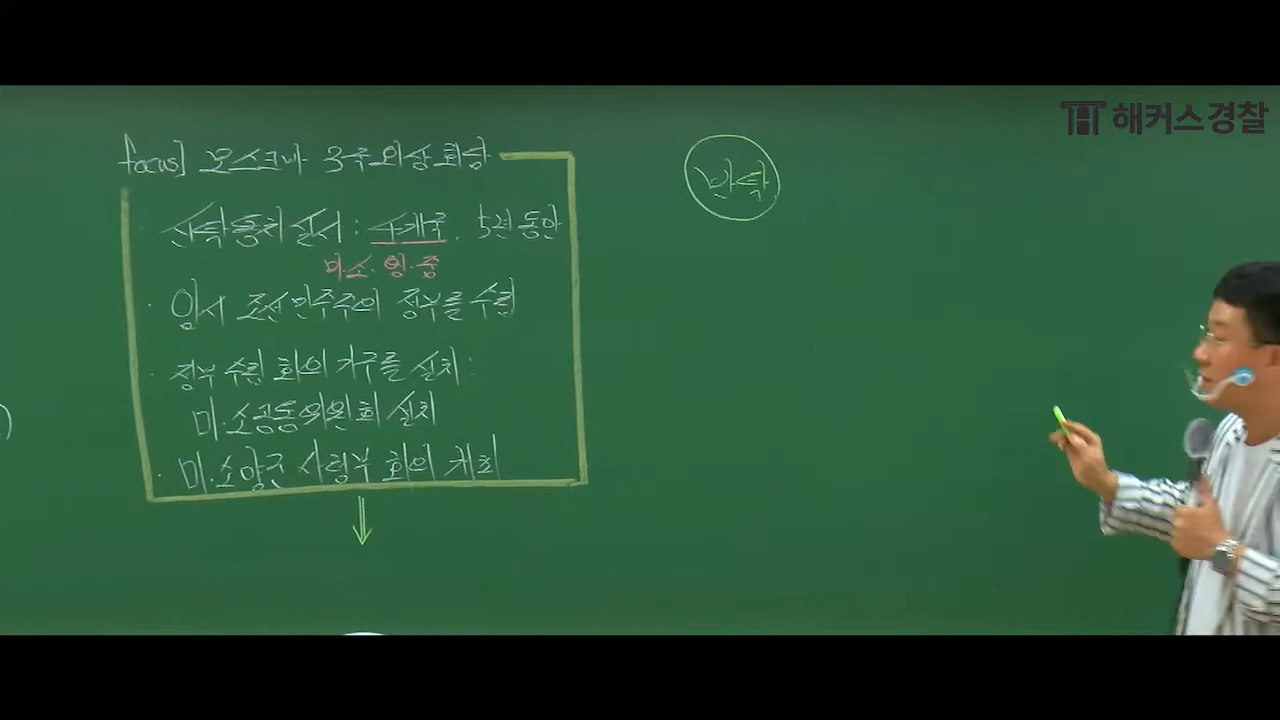 해커스경찰
focus] 모스크바 3국 외상 회담
반탁
· 신탁통치 실시 : 4개국, 5년 동안
미·소·영·중
· 임시 조선민주주의 정부를 수립
· 정부 수립 회의 기구를 설치 :
미·소공동위원회 설치
· 미·소양군 사령부 회의 개최